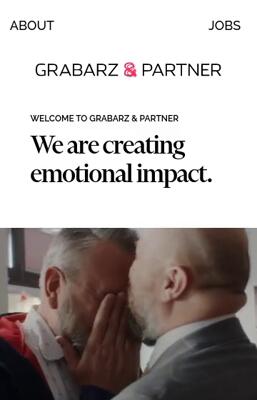 ABOUT JOBS
GRABARZ & PARTNER
WELCOME TO GRABARZ & PARTNER
We are creating
emotional impact.